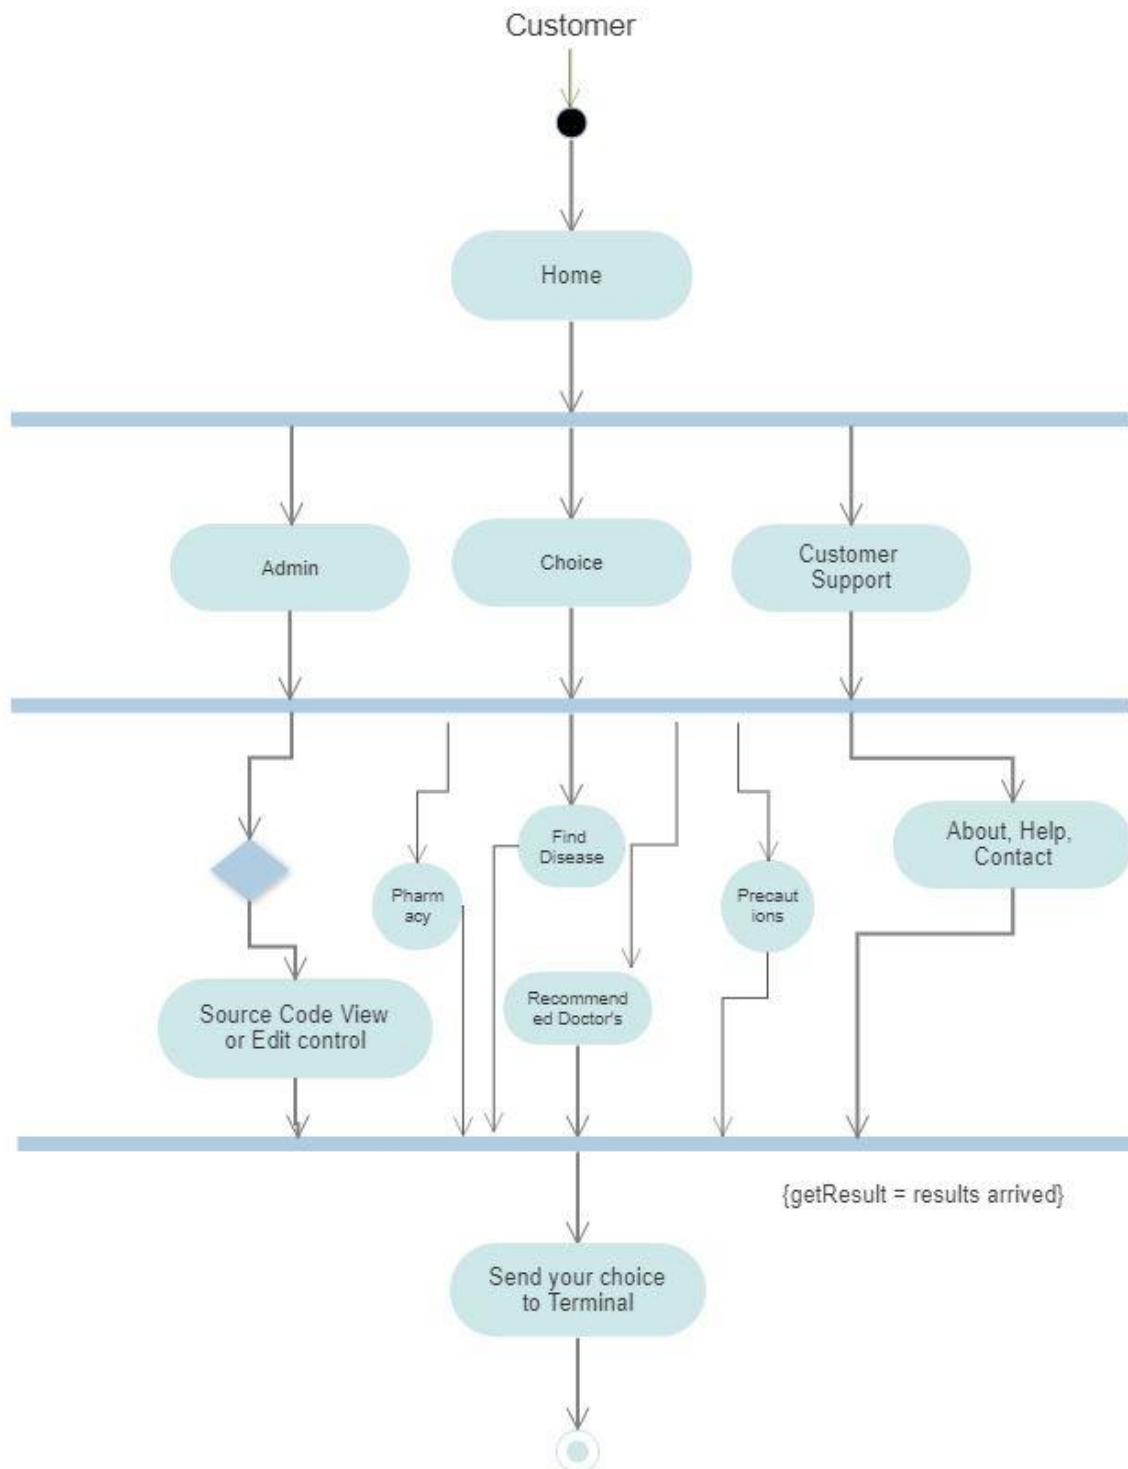 Customer
Home
Admin
Choice
Customer
Support
Find
Disease
About, Help,
Contact
Pharm
acy
Precaut
ions
Source Code View
or Edit control
Recommend
ed Doctor's
{getResult = results arrived}
Send your choice
to Terminal